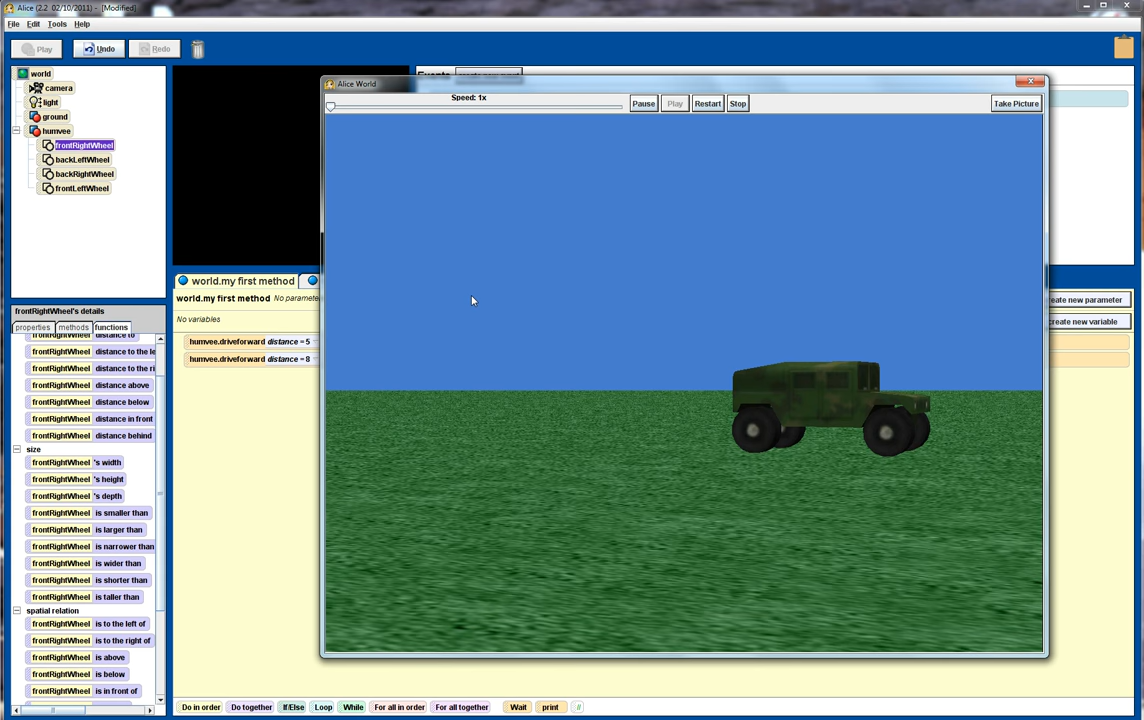 Alice (2.2 02/10/2011) - [Modified]
File Edit Tools Help
Play Undo Redo
world
camera
light
ground
humvee
frontRightWheel
backLeftWheel
backRightWheel
frontLeftWheel
frontRightWheel's details
properties methods functions
distance to
frontRightWheel distance to the le
frontRightWheel distance to the ri
frontRightWheel distance above
frontRightWheel distance below
frontRightWheel distance in front
frontRightWheel distance behind
size
frontRightWheel 's width
frontRightWheel 's height
frontRightWheel 's depth
frontRightWheel is smaller than
frontRightWheel is larger than
frontRightWheel is narrower than
frontRightWheel is wider than
frontRightWheel is shorter than
frontRightWheel is taller than
spatial relation
frontRightWheel is to the left of
frontRightWheel is to the right of
frontRightWheel is above
frontRightWheel is below
frontRightWheel is in front of
Events
Alice World
Speed: 1x
Pause Play Restart Stop Take Picture
world.my first method
world.my first method No parameter
No variables
humvee.driveforward distance = 5
humvee.driveforward distance = 8
eate new parameter
create new variable
Do in order Do together If/Else Loop While For all in order For all together Wait print //